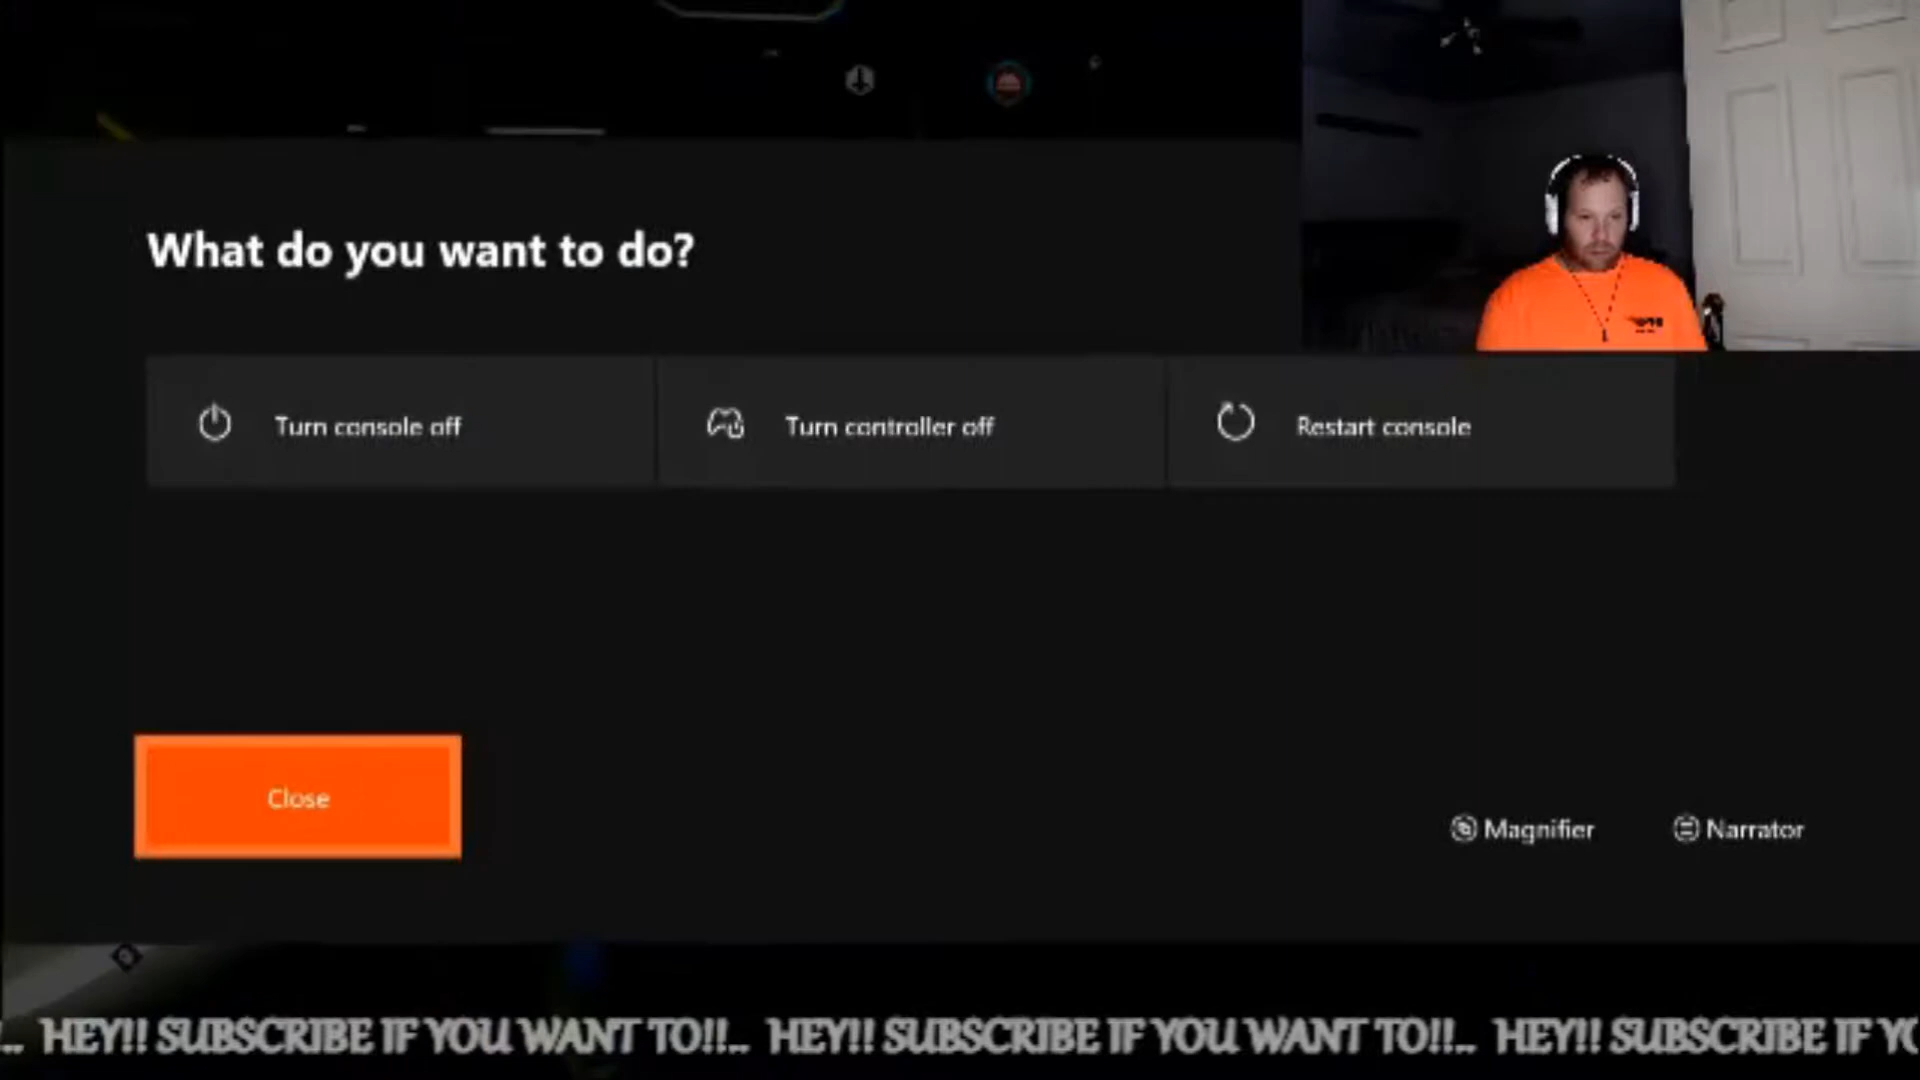 What do you want to do?
Turn console off
Turn controller off
Restart console
Close
Magnifier
Narrator
... HEY!! SUBSCRIBE IF YOU WANT TO!!... HEY!! SUBSCRIBE IF YOU WANT TO!!... HEY!! SUBSCRIBE IF YO